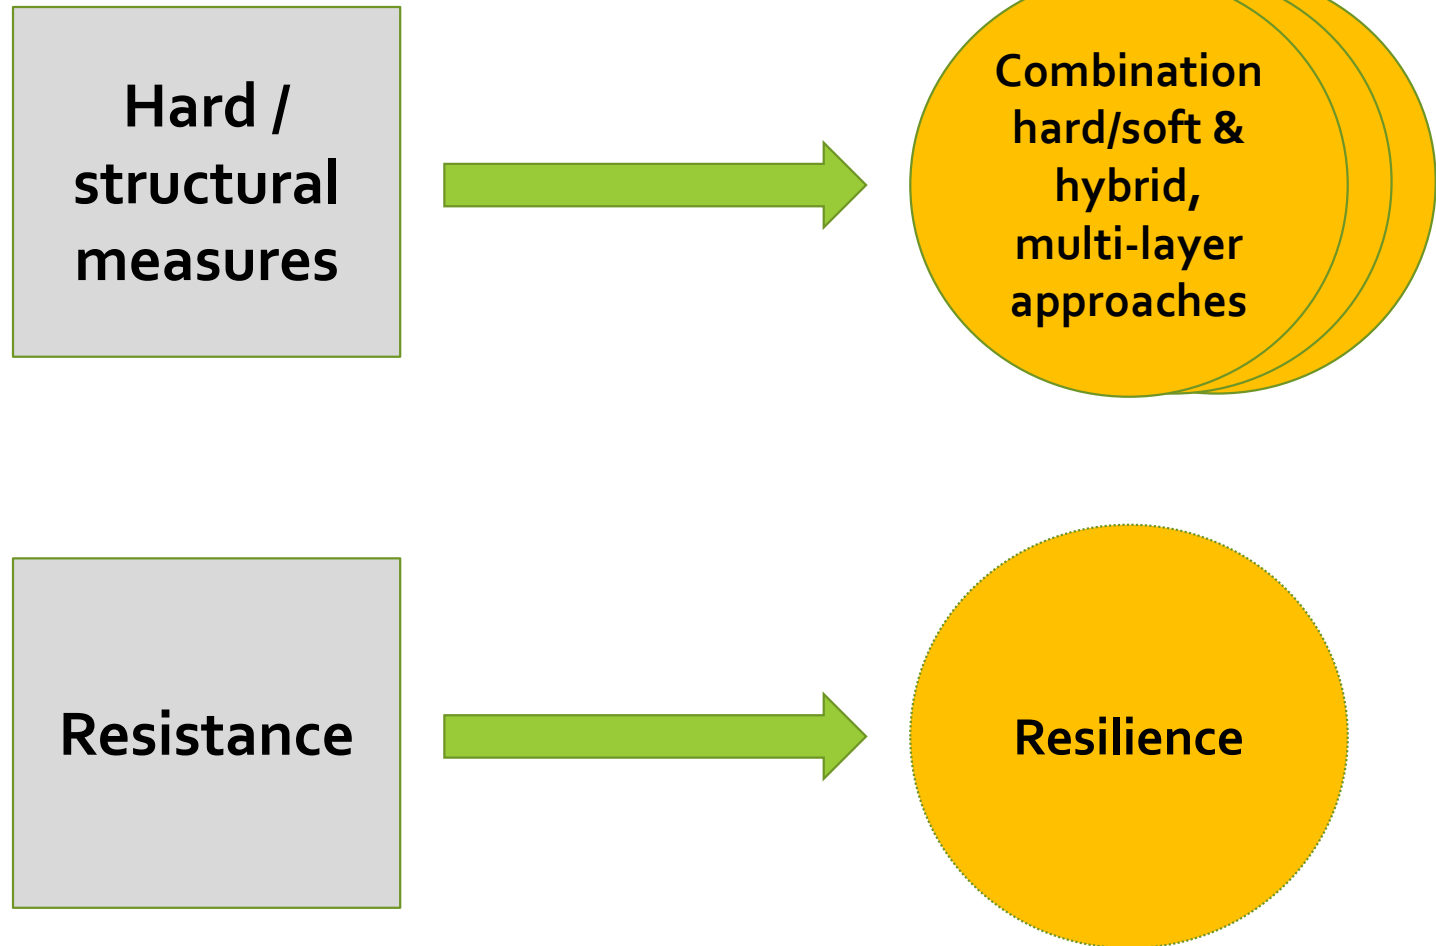 Hard /
structural
measures
Combination
hard/soft &
hybrid,
multi-layer
approaches
Resistance
Resilience